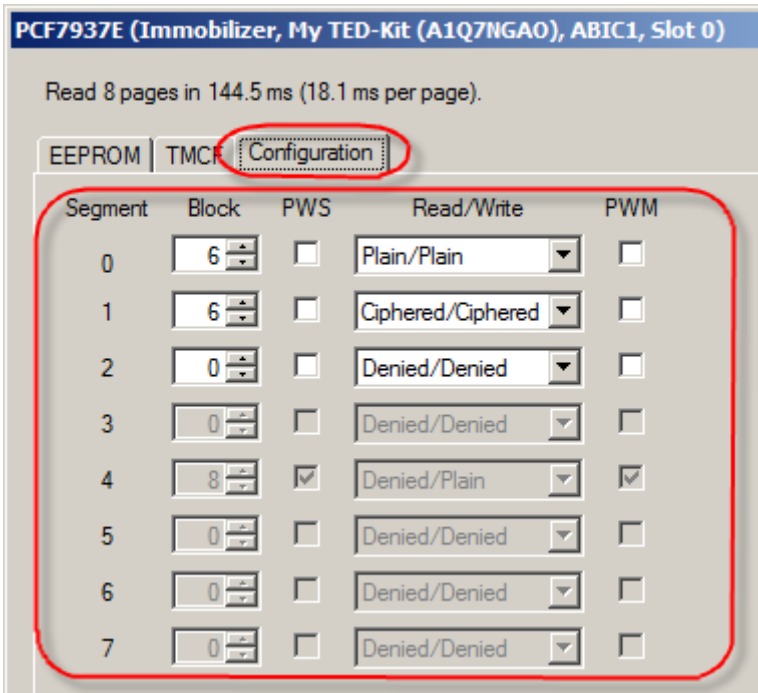 PCF7937E (Immobilizer, My TED-Kit (A1Q7NGAO), ABIC1, Slot 0)
Read 8 pages in 144.5 ms (18.1 ms per page).
EEPROM TMCF Configuration
Segment Block PWS Read/Write PWM
0 6 Plain/Plain
1 6 Ciphered/Ciphered
2 0 Denied/Denied
3 0 Denied/Denied
4 8 Denied/Plain
5 0 Denied/Denied
6 0 Denied/Denied
7 0 Denied/Denied